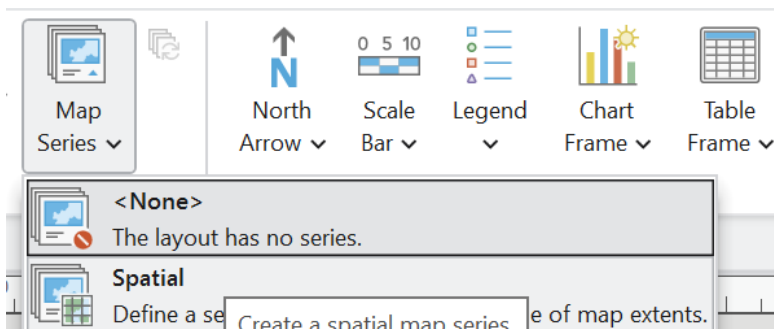 0 5 10
N
Map Series
North Arrow
Scale Bar
Legend
Chart Frame
Table Frame
<None>
The layout has no series.
Spatial
Define a se
e of map extents.
Create a spatial map series